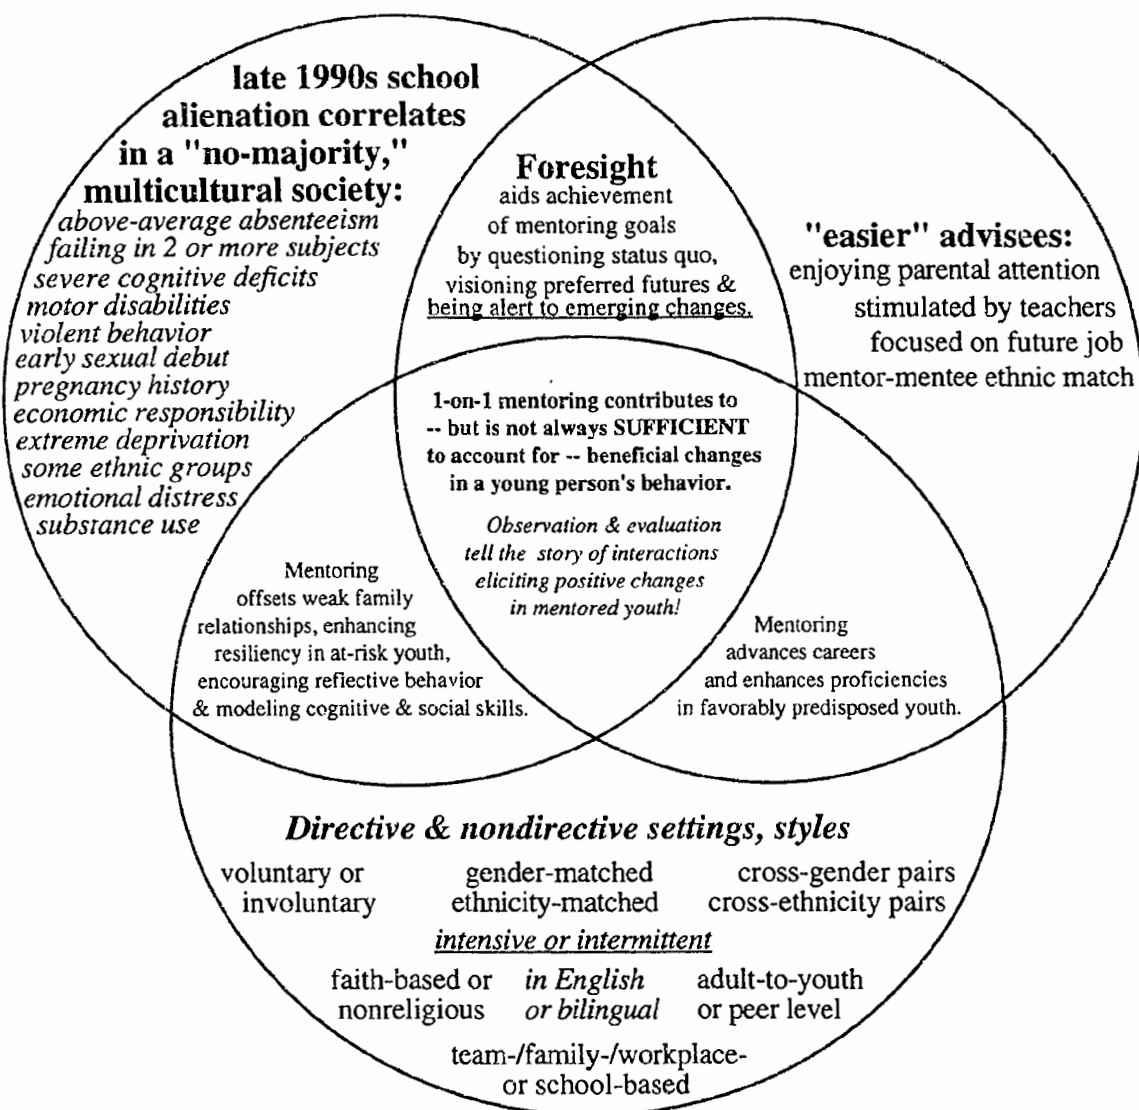 late 1990s school
alienation correlates
in a "no-majority,"
multicultural society:
above-average absenteeism
failing in 2 or more subjects
severe cognitive deficits
motor disabilities
violent behavior
early sexual debut
pregnancy history
economic responsibility
extreme deprivation
some ethnic groups
emotional distress
substance use
Foresight
aids achievement
of mentoring goals
by questioning status quo,
visioning preferred futures &
being alert to emerging changes.
"easier" advisees:
enjoying parental attention
stimulated by teachers
focused on future job
mentor-mentee ethnic match
1-on-1 mentoring contributes to
-- but is not always SUFFICIENT
to account for -- beneficial changes
in a young person's behavior.
Observation & evaluation
tell the story of interactions
eliciting positive changes
in mentored youth!
Mentoring
offsets weak family
relationships, enhancing
resiliency in at-risk youth,
encouraging reflective behavior
& modeling cognitive & social skills.
Mentoring
advances careers
and enhances proficiencies
in favorably predisposed youth.
Directive & nondirective settings, styles
voluntary or
involuntary
gender-matched
ethnicity-matched
cross-gender pairs
cross-ethnicity pairs
intensive or intermittent
faith-based or
nonreligious
in English
or bilingual
adult-to-youth
or peer level
team-/family-/workplace-
or school-based